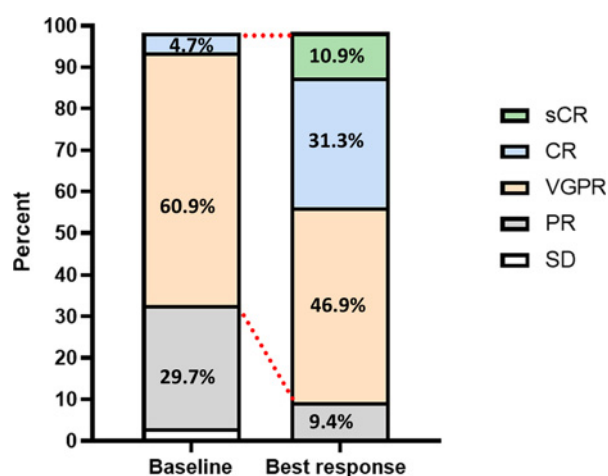 100
90
80
70
60
50
40
30
20
10
0
Percent
4.7%
60.9%
29.7%
10.9%
31.3%
46.9%
9.4%
Baseline
Best response
sCR
CR
VGPR
PR
SD